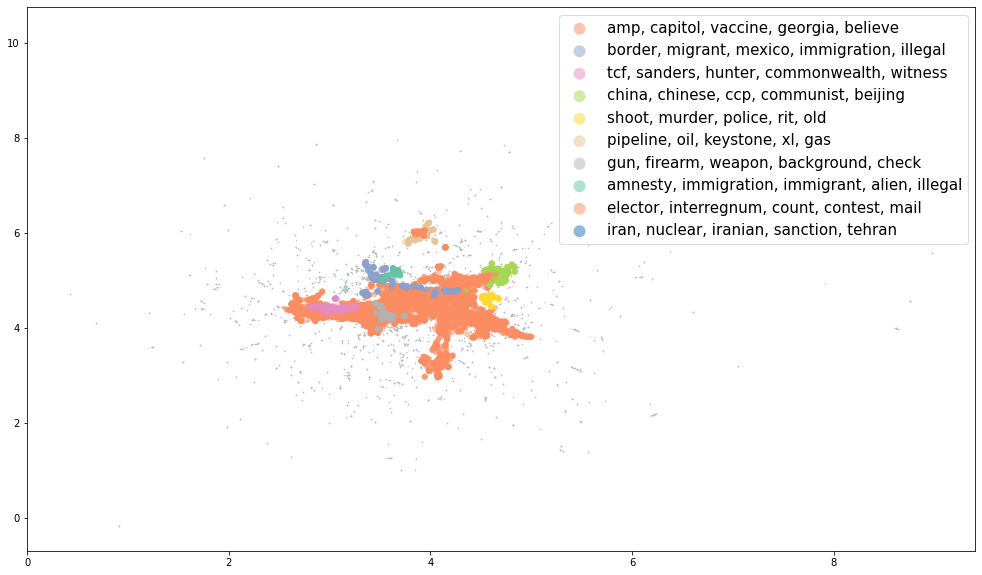 10
8
6
4
2
0
0 2 4 6 8
amp, capitol, vaccine, georgia, believe
border, migrant, mexico, immigration, illegal
tcf, sanders, hunter, commonwealth, witness
china, chinese, ccp, communist, beijing
shoot, murder, police, rit, old
pipeline, oil, keystone, xl, gas
gun, firearm, weapon, background, check
amnesty, immigration, immigrant, alien, illegal
elector, interregnum, count, contest, mail
iran, nuclear, iranian, sanction, tehran